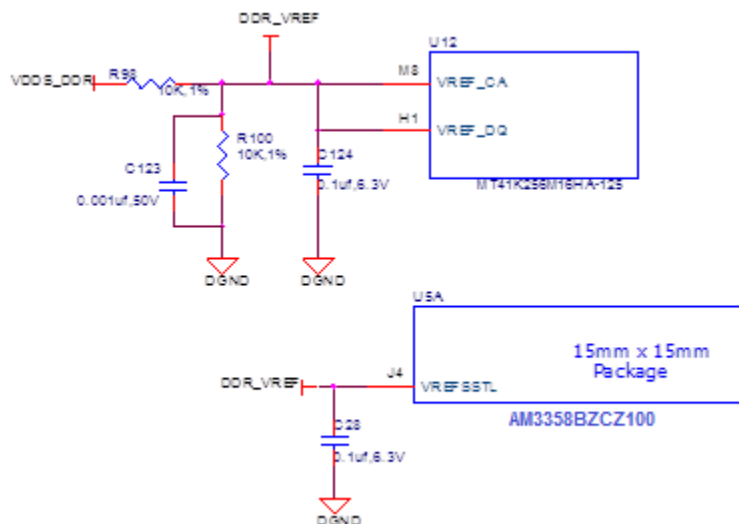 DDR_VREF
U12
VDDS_DDR
R98
10K,1%
M8
VREF_CA
H1
VREF_DQ
R100
10K,1%
C123
0.001uf,50V
C124
0.1uf,6.3V
MT41K256M16HA-125
DGND
DGND
U5A
15mm x 15mm
Package
DDR_VREF
J4
VREFSSTL
AM3358BZCZ100
C28
0.1uf,6.3V
DGND